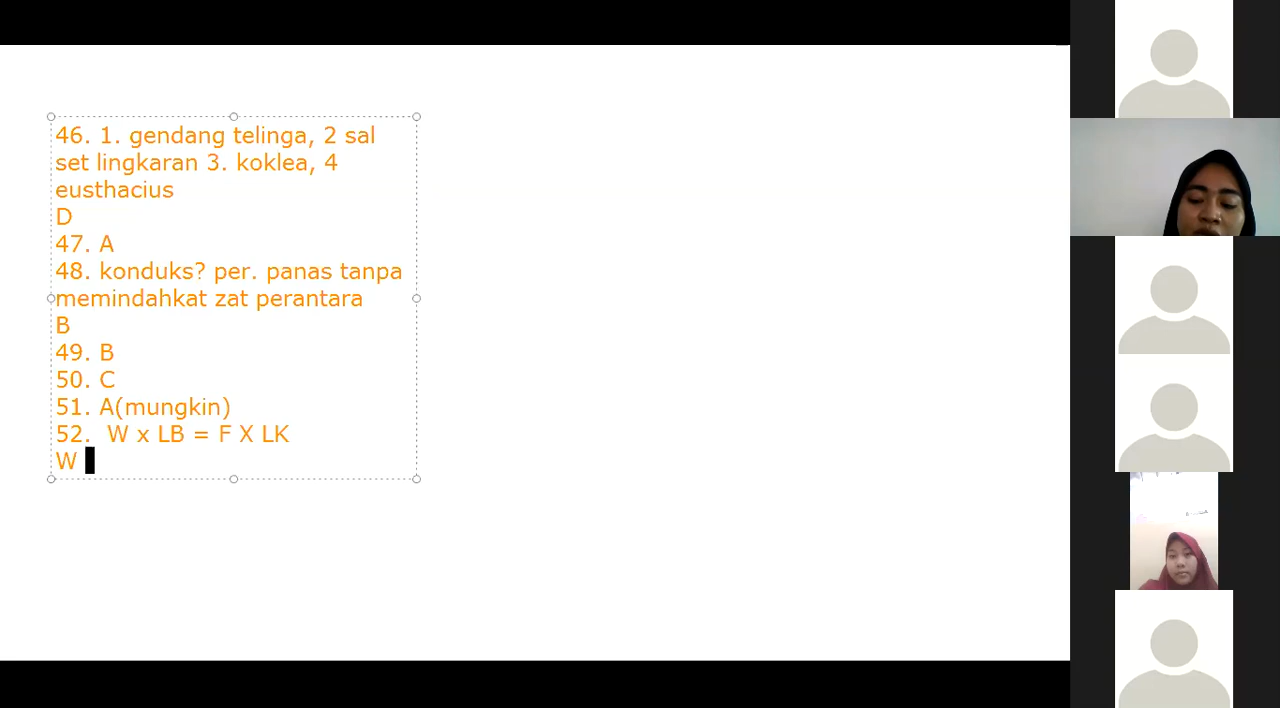 46. 1. gendang telinga, 2 sal
set lingkaran 3. koklea, 4
eusthacius
D
47. A
48. konduks? per. panas tanpa
memindahkat zat perantara
B
49. B
50. C
51. A(mungkin)
52. W x LB = F X LK
W